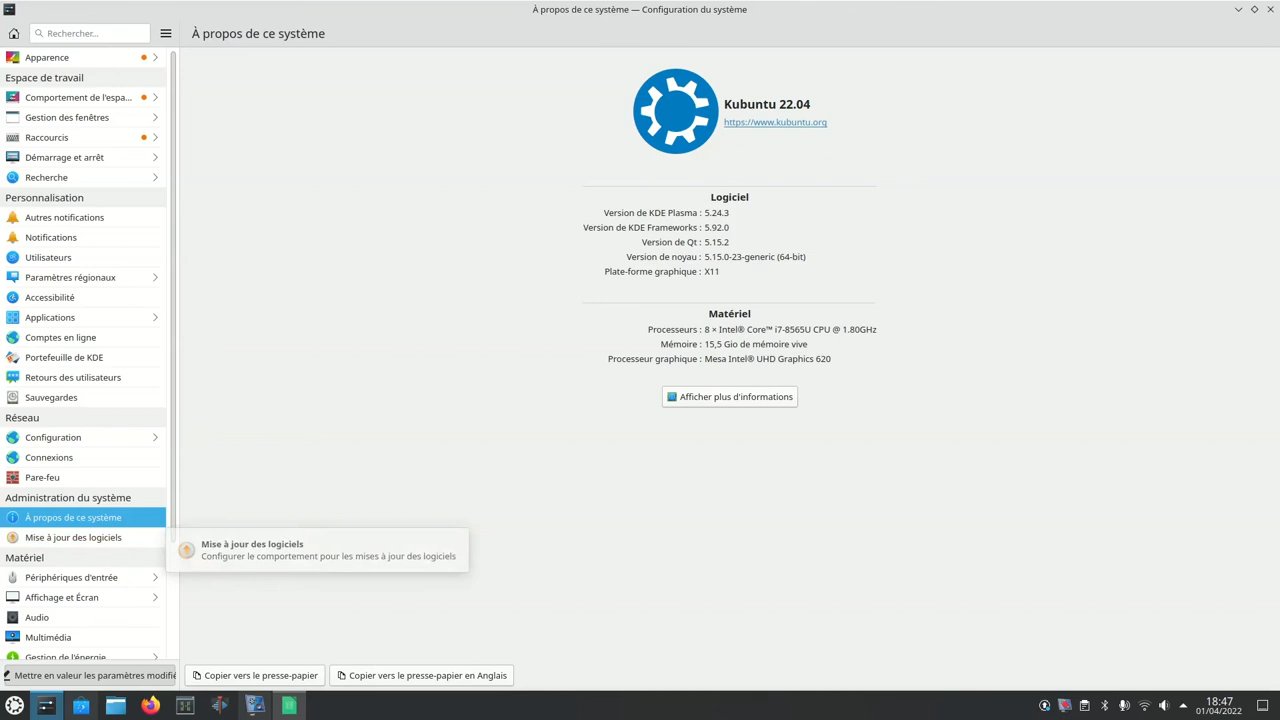 À propos de ce système — Configuration du système
Rechercher...
À propos de ce système
Apparence
Espace de travail
Comportement de l'espa...
Gestion des fenêtres
Raccourcis
Démarrage et arrêt
Recherche
Personnalisation
Autres notifications
Notifications
Utilisateurs
Paramètres régionaux
Accessibilité
Applications
Comptes en ligne
Portefeuille de KDE
Retours des utilisateurs
Sauvegardes
Réseau
Configuration
Connexions
Pare-feu
Administration du système
À propos de ce système
Mise à jour des logiciels
Matériel
Périphériques d'entrée
Affichage et Écran
Audio
Multimédia
Gestion de l'énergie
Mettre en valeur les paramètres modifié
Kubuntu 22.04
https://www.kubuntu.org
Logiciel
Version de KDE Plasma : 5.24.3
Version de KDE Frameworks : 5.92.0
Version de Qt : 5.15.2
Version de noyau : 5.15.0-23-generic (64-bit)
Plate-forme graphique : X11
Matériel
Processeurs : 8 × Intel® Core™ i7-8565U CPU @ 1.80GHz
Mémoire : 15,5 Gio de mémoire vive
Processeur graphique : Mesa Intel® UHD Graphics 620
Afficher plus d'informations
Mise à jour des logiciels
Configurer le comportement pour les mises à jour des logiciels
Copier vers le presse-papier
Copier vers le presse-papier en Anglais
18:47
01/04/2022